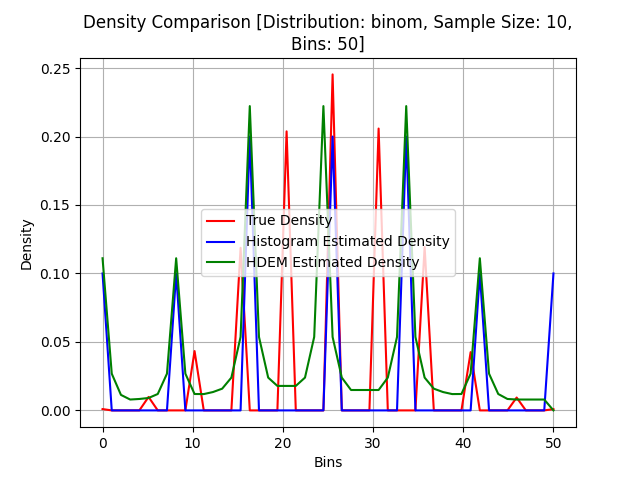 Density Comparison [Distribution: binom, Sample Size: 10,
Bins: 50]
0.25
0.20
0.15
0.10
0.05
0.00
Density
True Density
Histogram Estimated Density
HDEM Estimated Density
0 10 20 30 40 50
Bins